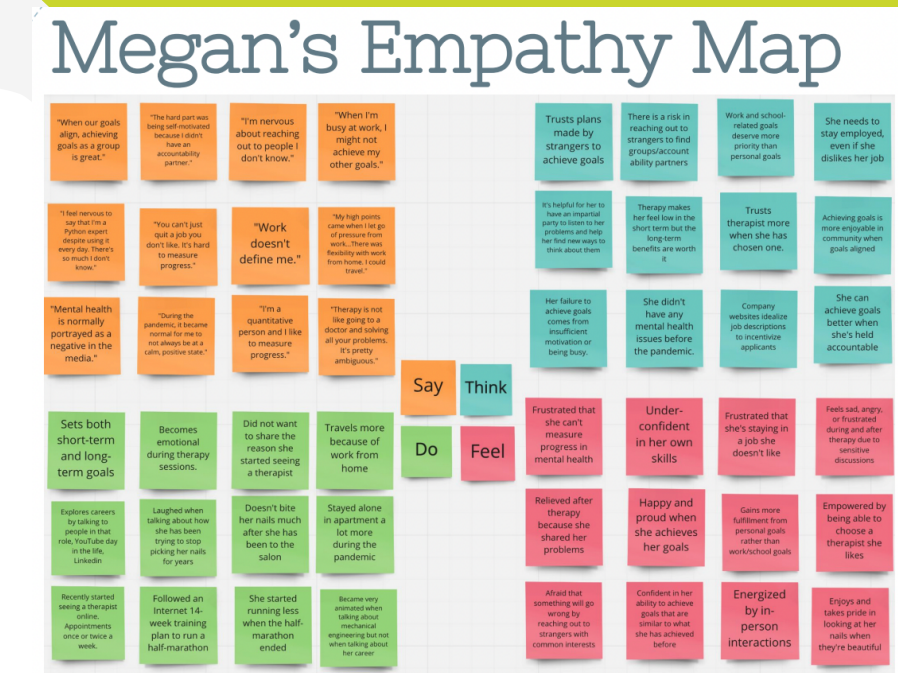 Megan's Empathy Map
"When our goals
align, achieving
goals as a group
is great."
"The hard part was
being self-motivated
because I didn't
have an
accountability
partner."
"I'm nervous
about reaching
out to people I
don't know."
"When I'm
busy at work, I
might not
achieve my
other goals."
"I feel nervous to
say that I'm a
Python expert
despite using it
every day. There's
so much I don't
know."
"You can't just
quit a job you
don't like. It's hard
to measure
progress."
"Work
doesn't
define me."
"My high points
came when I let go
of pressure from
work...There was
flexibility with work
from home. I could
travel."
"Mental health
is normally
portrayed as a
negative in the
media."
"During the
pandemic, it became
normal for me to
not always be at a
calm, positive state."
"I'm a
quantitative
person and I like
to measure
progress."
"Therapy is not
like going to a
doctor and solving
all your problems.
It's pretty
ambiguous."
Trusts plans
made by
strangers to
achieve goals
There is a risk in
reaching out to
strangers to find
groups/account
ability partners
Work and school-
related goals
deserve more
priority than
personal goals
She needs to
stay employed,
even if she
dislikes her job
It's helpful for her to
have an impartial
party to listen to her
problems and help
her find new ways to
think about them
Therapy makes
her feel low in the
short term but the
long-term
benefits are worth
it
Trusts
therapist more
when she has
chosen one.
Achieving goals is
more enjoyable in
community when
goals aligned
Her failure to
achieve goals
comes from
insufficient
motivation or
being busy.
She didn't
have any
mental health
issues before
the pandemic.
Company
websites idealize
job descriptions
to incentivize
applicants
She can
achieve goals
better when
she's held
accountable
Say
Think
Do
Feel
Sets both
short-term
and long-
term goals
Becomes
emotional
during therapy
sessions.
Did not want
to share the
reason she
started seeing
a therapist
Travels more
because of
work from
home
Explores careers
by talking to
people in that
role, YouTube day
in the life,
Linkedin
Laughed when
talking about how
she has been
trying to stop
picking her nails
for years
Doesn't bite
her nails much
after she has
been to the
salon
Stayed alone
in apartment a
lot more
during the
pandemic
Recently started
seeing a therapist
online.
Appointments
once or twice a
week.
Followed an
Internet 14-
week training
plan to run a
half-marathon
She started
running less
when the half-
marathon
ended
Became very
animated when
talking about
mechanical
engineering but not
when talking about
her career
Frustrated that
she can't
measure
progress in
mental health
Under-
confident
in her own
skills
Frustrated that
she's staying in
a job she
doesn't like
Feels sad, angry,
or frustrated
during and after
therapy due to
sensitive
discussions
Relieved after
therapy
because she
shared her
problems
Happy and
proud when
she achieves
her goals
Gains more
fulfillment from
personal goals
rather than
work/school goals
Empowered by
being able to
choose a
therapist she
likes
Afraid that
something will go
wrong by
reaching out to
strangers with
common interests
Confident in her
ability to achieve
goals that are
similar to what
she has achieved
before
Energized
by in-
person
interactions
Enjoys and
takes pride in
looking at her
nails when
they're beautiful